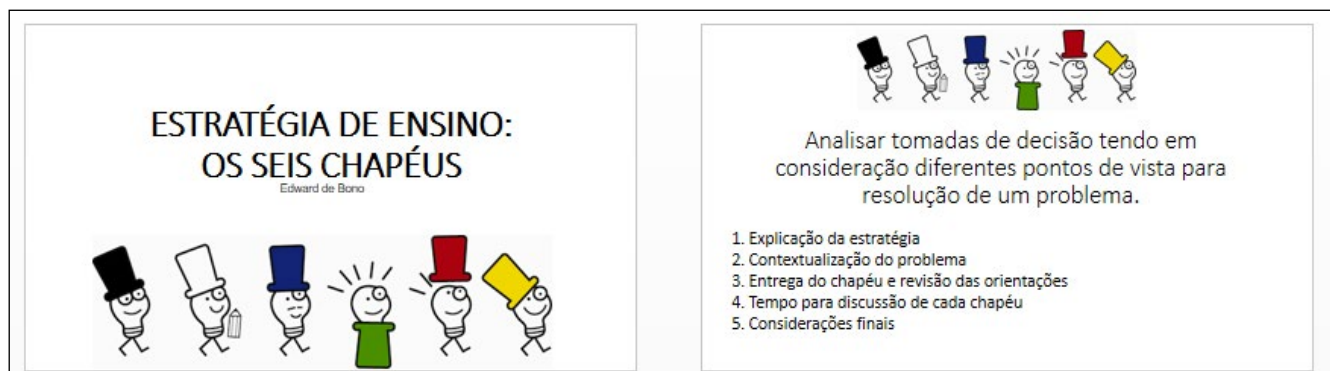 ESTRATÉGIA DE ENSINO:
OS SEIS CHAPÉUS
Edward de Bono
Analisar tomadas de decisão tendo em
consideração diferentes pontos de vista para
resolução de um problema.
1. Explicação da estratégia
2. Contextualização do problema
3. Entrega do chapéu e revisão das orientações
4. Tempo para discussão de cada chapéu
5. Considerações finais